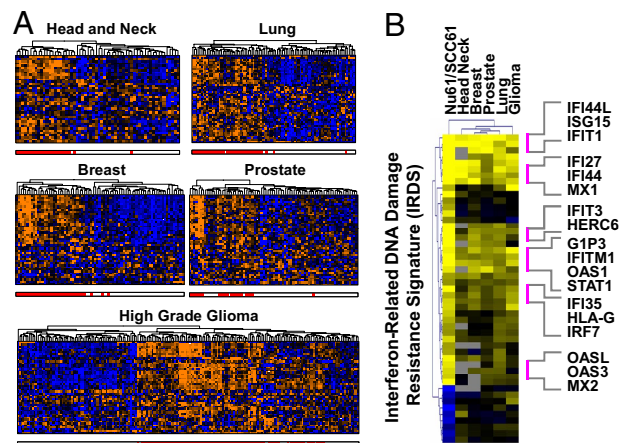 A
Head and Neck
Lung
Breast
Prostate
High Grade Glioma
B
Nu61/SCC61
Head Neck
Breast
Prostate
Lung
Glioma
Interferon-Related DNA Damage
Resistance Signature (IRDS)
IFI44L
ISG15
IFIT1
IFI27
IFI44
MX1
IFIT3
HERC6
G1P3
IFITM1
OAS1
STAT1
IFI35
HLA-G
IRF7
OASL
OAS3
MX2